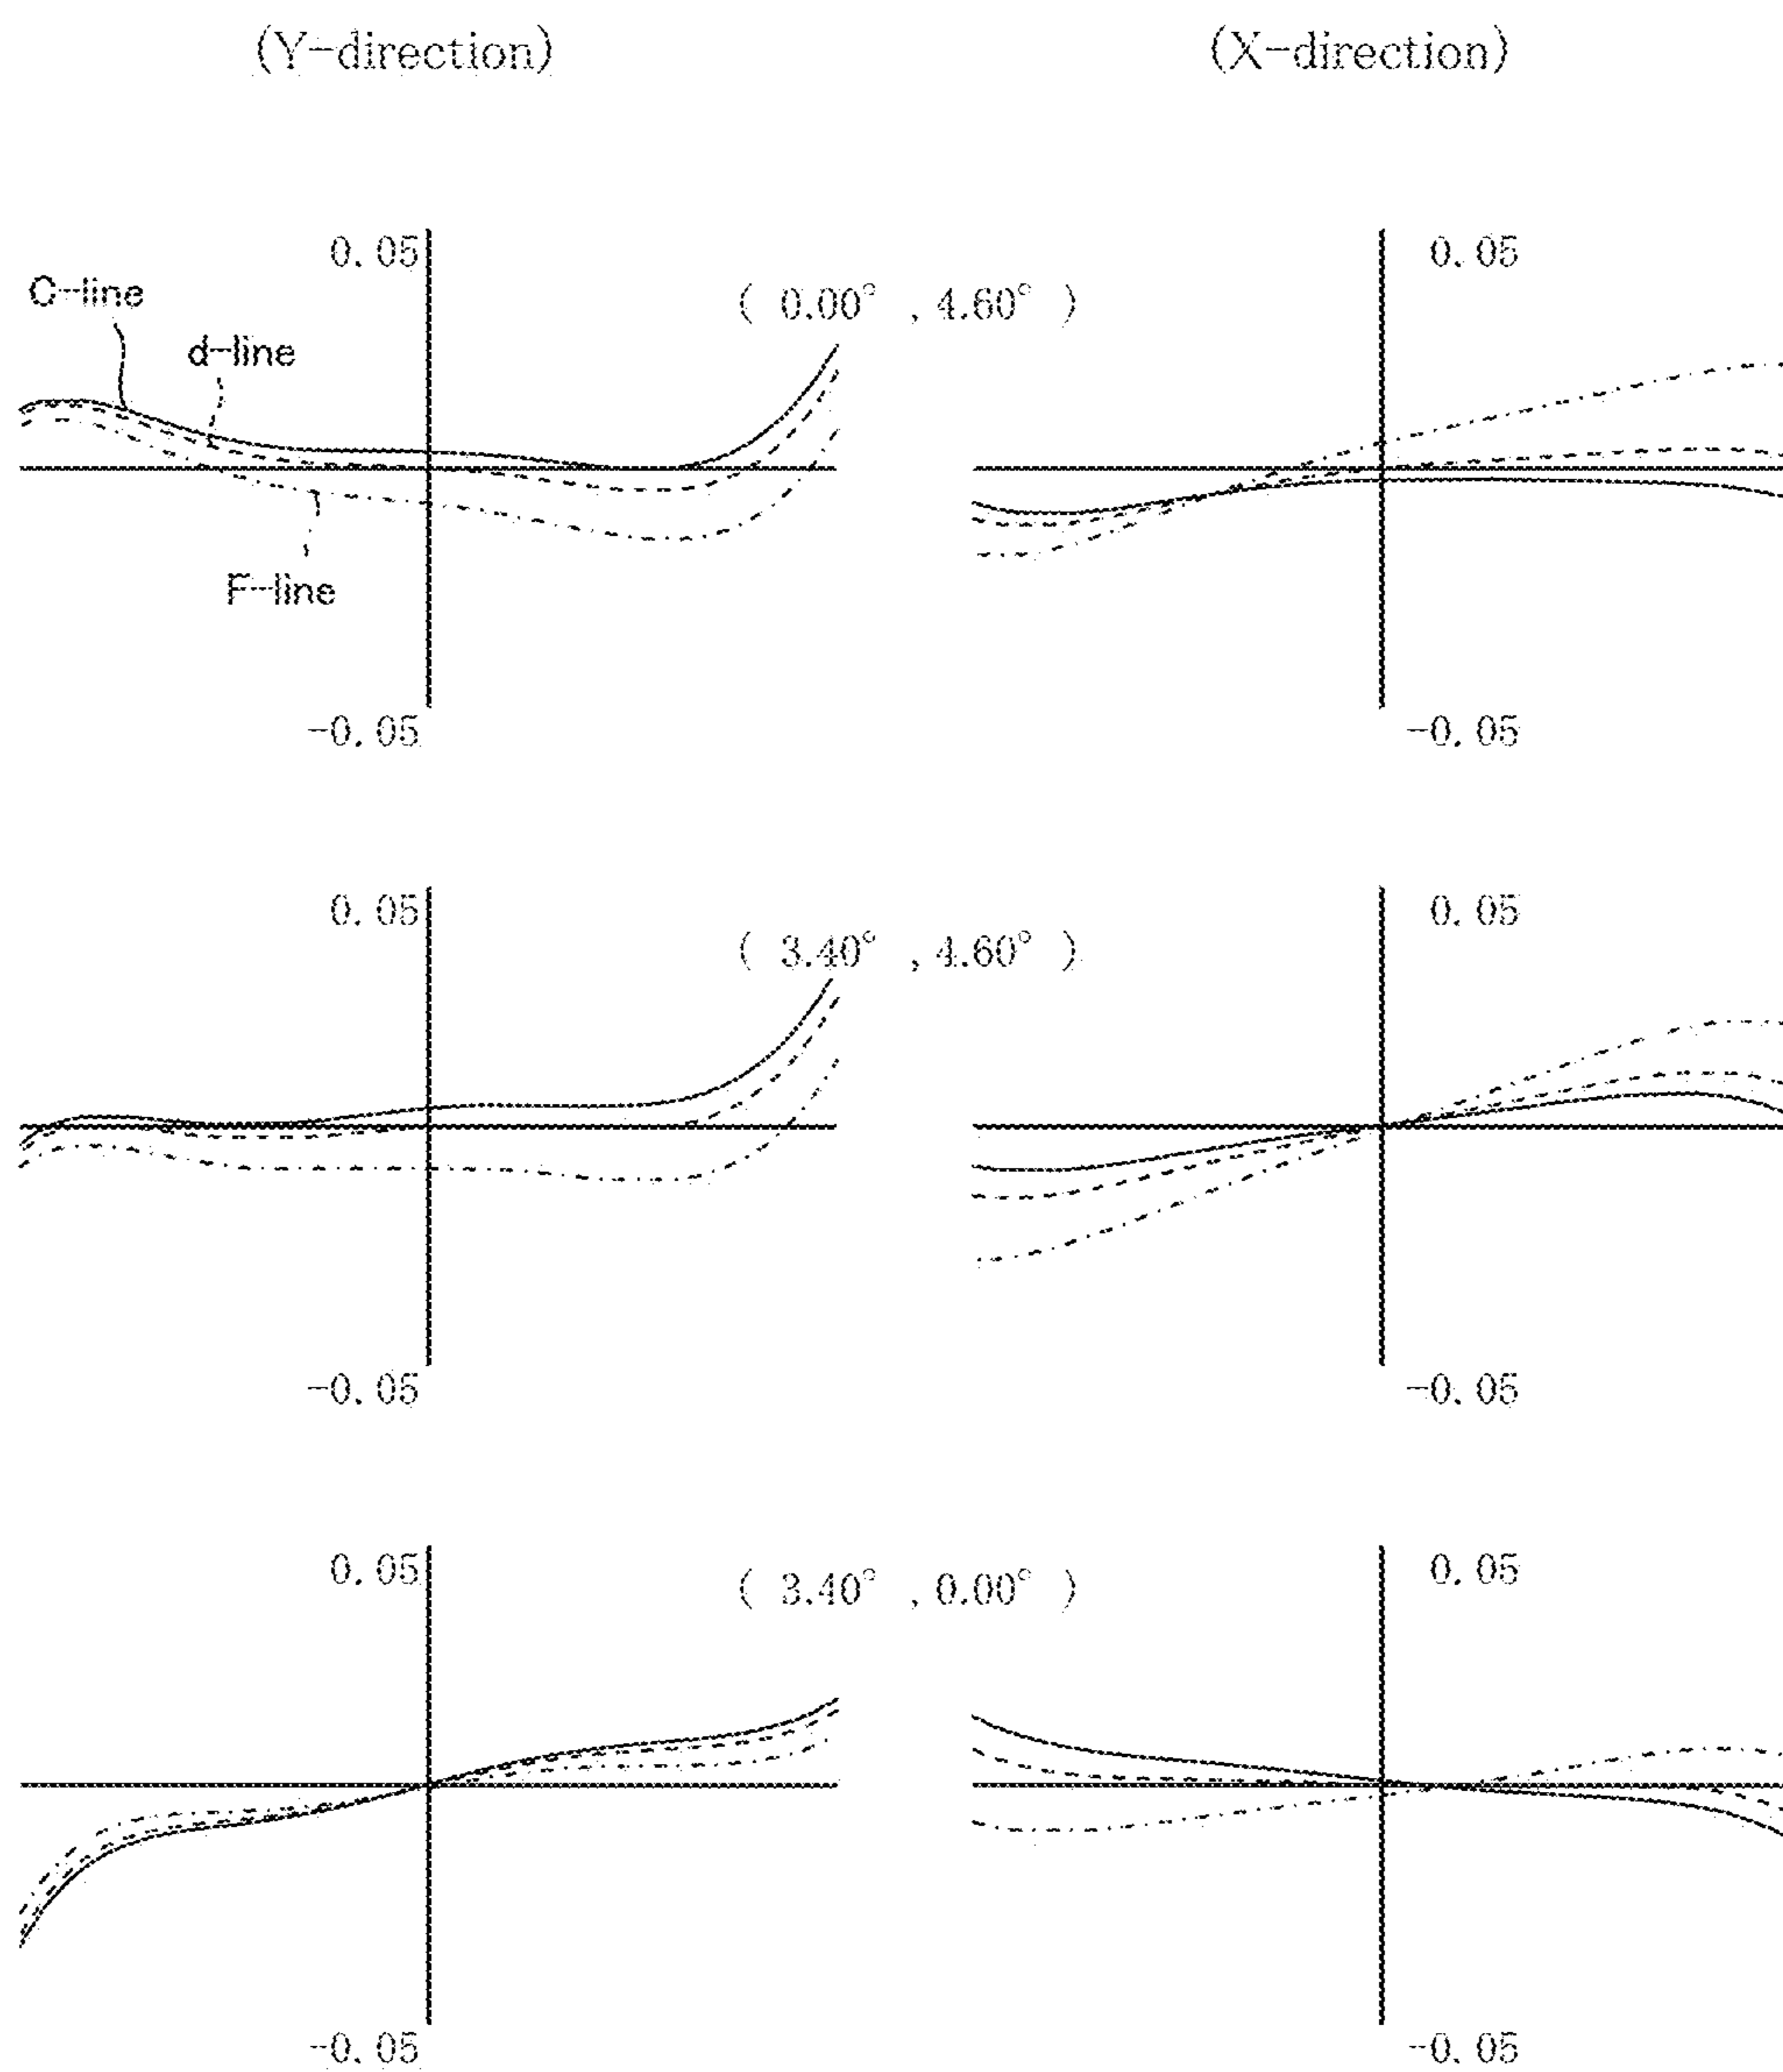 (Y-direction) (X-direction)
0.05 0.05
C-line
( 0.00° , 4.60° )
d-line
F-line
-0.05 -0.05
0.05 0.05
( 3.40° , 4.60° )
-0.05 -0.05
0.05 0.05
( 3.40° , 0.00° )
-0.05 -0.05